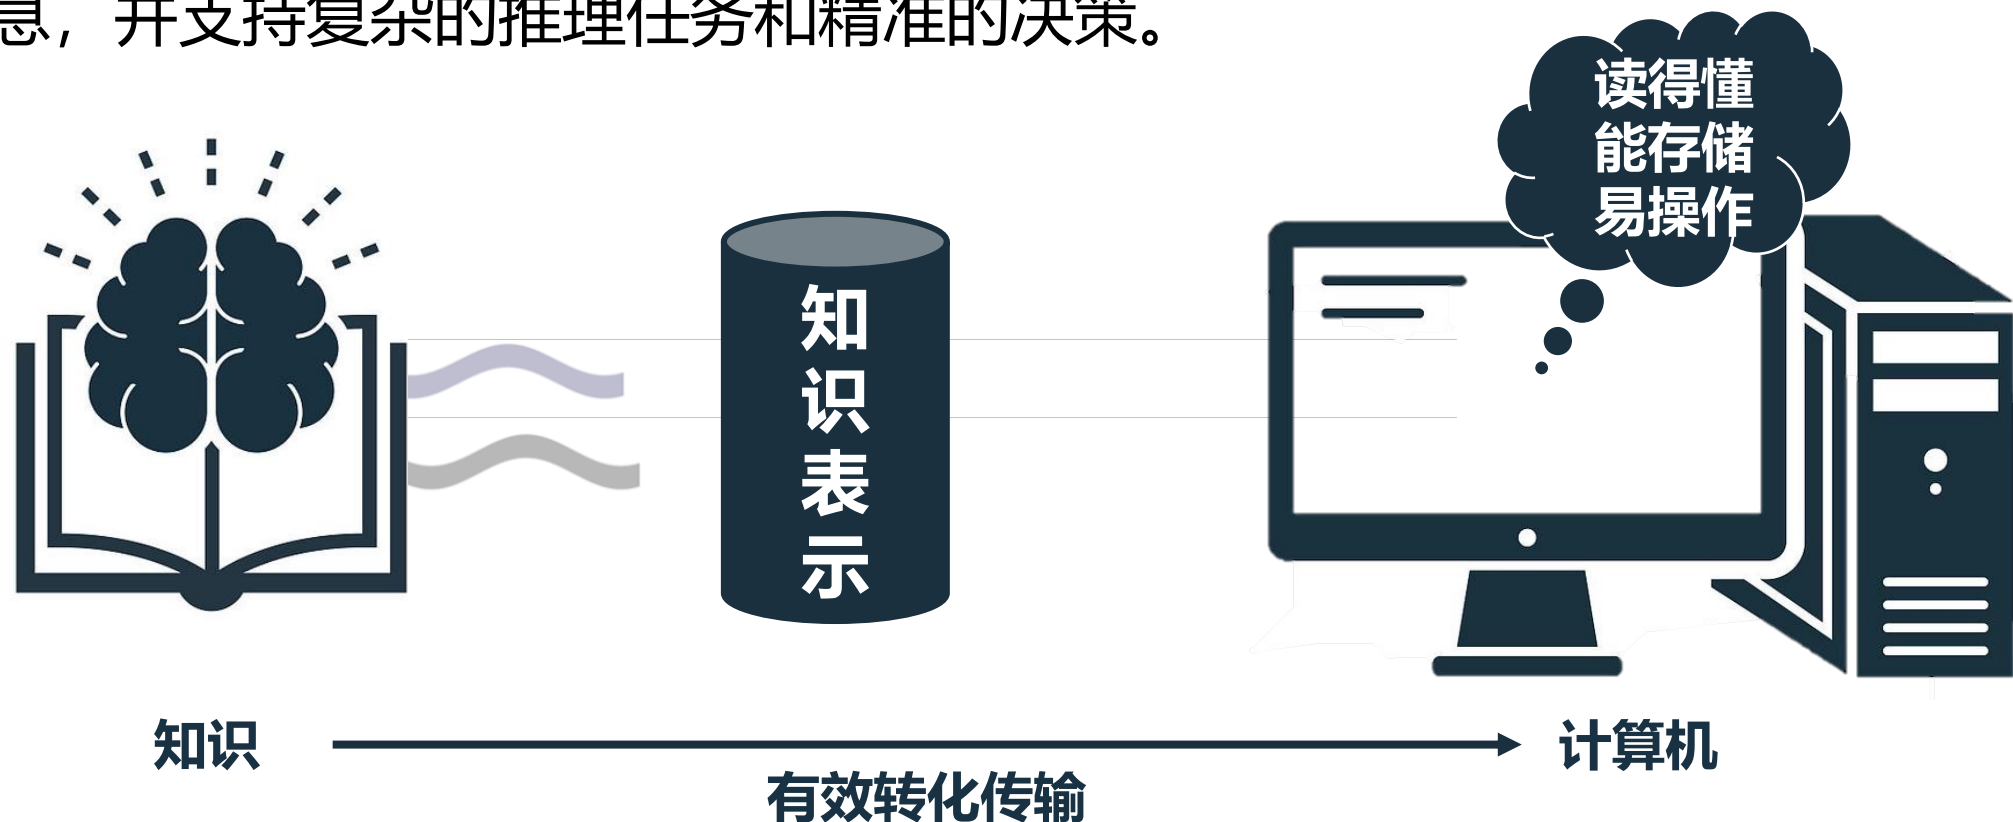 息，并支持复杂的推理任务和精准的决策。
读得懂
能存储
易操作
知识表示
知识
计算机
有效转化传输